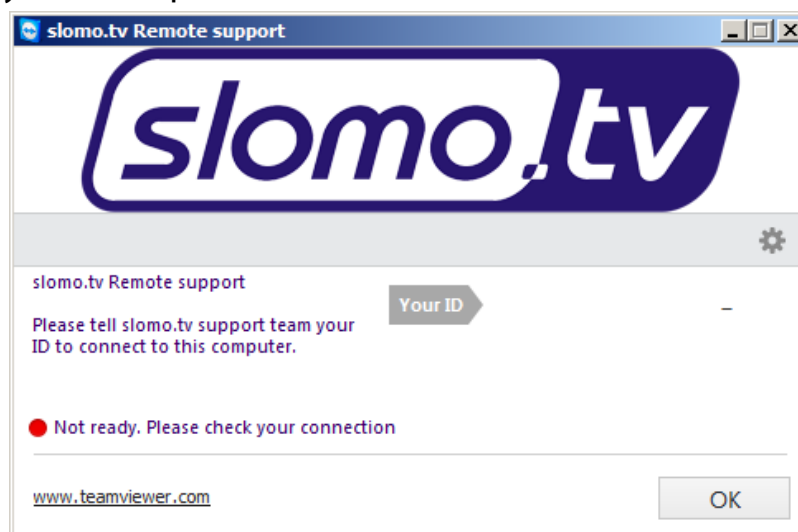 slomo.tv Remote support
slomo.tv
slomo.tv Remote support
Your ID
–
Please tell slomo.tv support team your
ID to connect to this computer.
Not ready. Please check your connection
www.teamviewer.com
OK